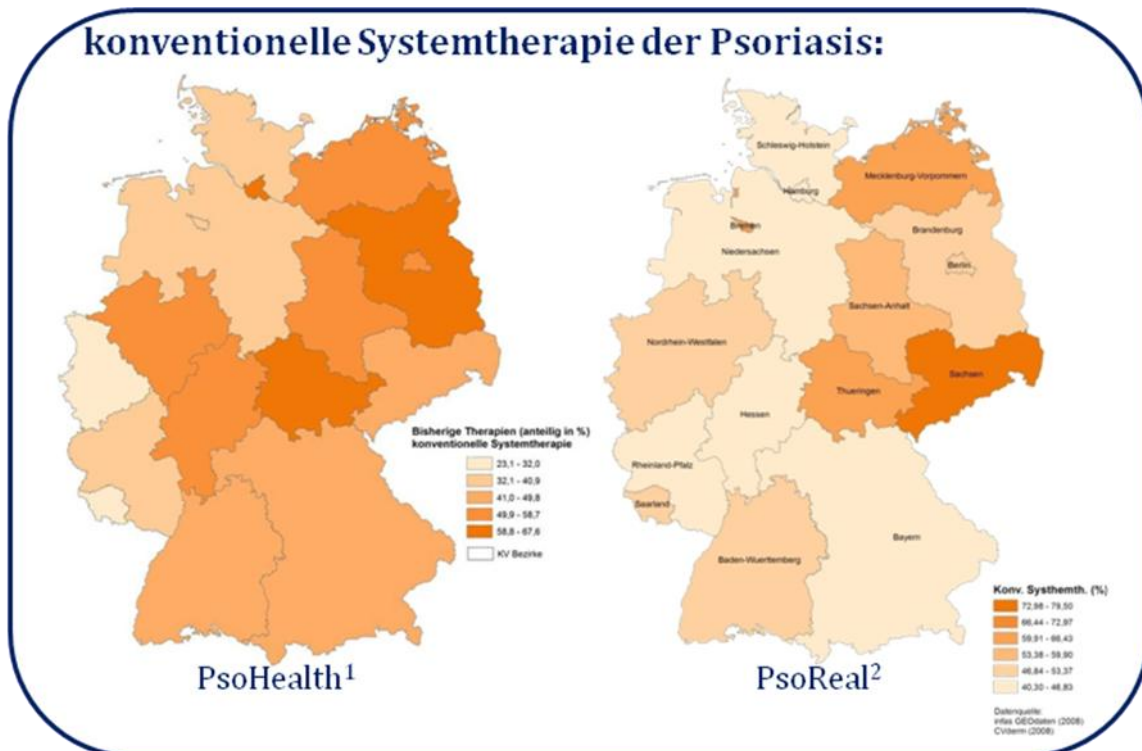 konventionelle Systemtherapie der Psoriasis:
Bisherige Therapien (anteilig in %)
konventionelle Systemtherapie
23,1 - 32,0
32,1 - 40,9
41,0 - 49,8
49,9 - 58,7
58,8 - 67,6
KV Bezirke
PsoHealth¹
Schleswig-Holstein
Mecklenburg-Vorpommern
Hamburg
Bremen
Brandenburg
Niedersachsen
Berlin
Sachsen-Anhalt
Nordrhein-Westfalen
Sachsen
Thueringen
Hessen
Rheinland-Pfalz
Saarland
Bayern
Baden-Wuerttemberg
Konv. Systhemth. (%)
72,98 - 79,50
66,44 - 72,97
59,91 - 66,43
53,38 - 59,90
46,84 - 53,37
40,30 - 46,83
Datenquelle:
infas GEOdaten (2008)
CVderm (2008)
PsoReal²